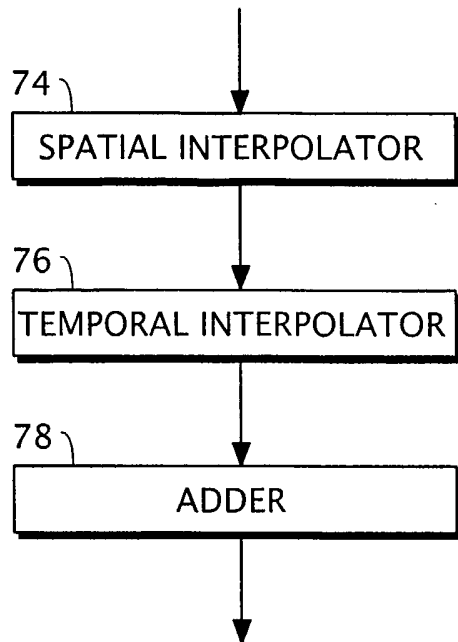 74
SPATIAL INTERPOLATOR
76
TEMPORAL INTERPOLATOR
78
ADDER